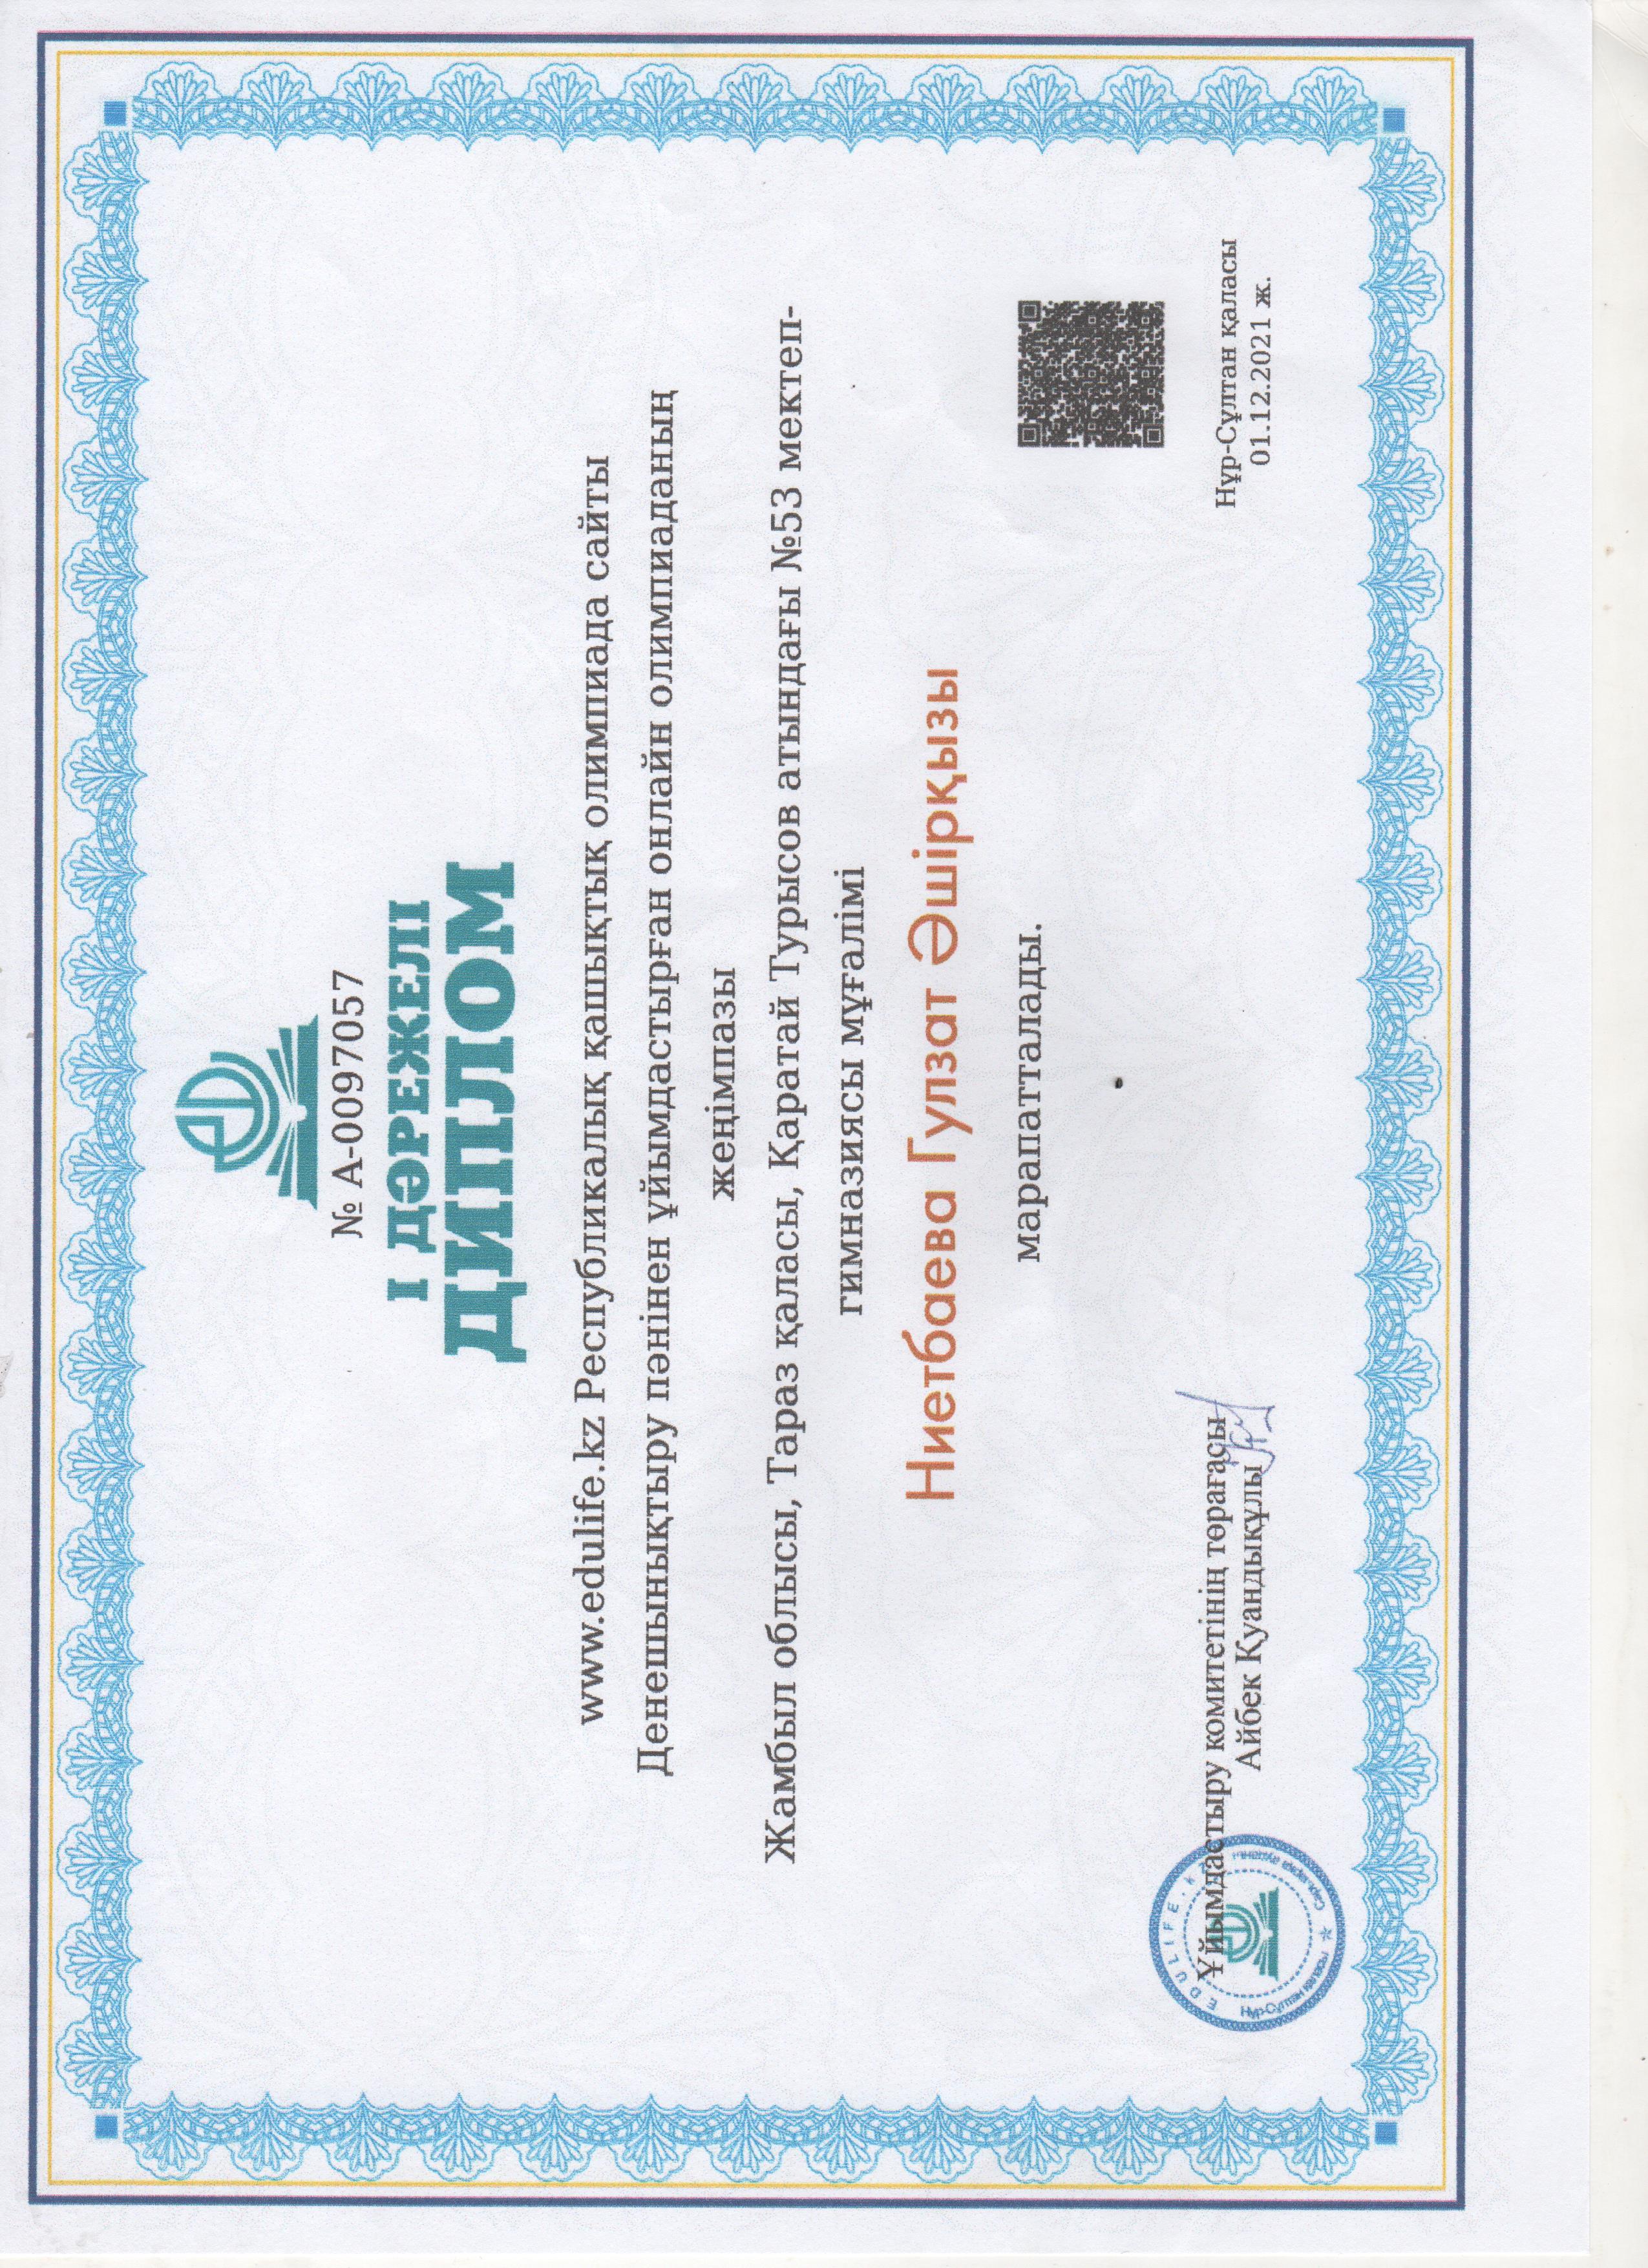 № А-0097057
І ДӘРЕЖЕЛІ
ДИПЛОМ
www.edulife.kz Республикалық қашықтық олимпиада сайты
Денешынықтыру пәнінен ұйымдастырған онлайн олимпиаданың
жеңімпазы
Жамбыл облысы, Тараз қаласы, Қаратай Турысов атындағы №53 мектеп-
гимназиясы мұғалімі
Ниетбаева Гулзат Әшірқызы
марапатталады.
EDULIFE.kz
Нұр-Сұлтан қаласы
Ұйымдастыру комитетінің төрағасы
Айбек Қуандықұлы
Нұр-Сұлтан қаласы
01.12.2021 ж.